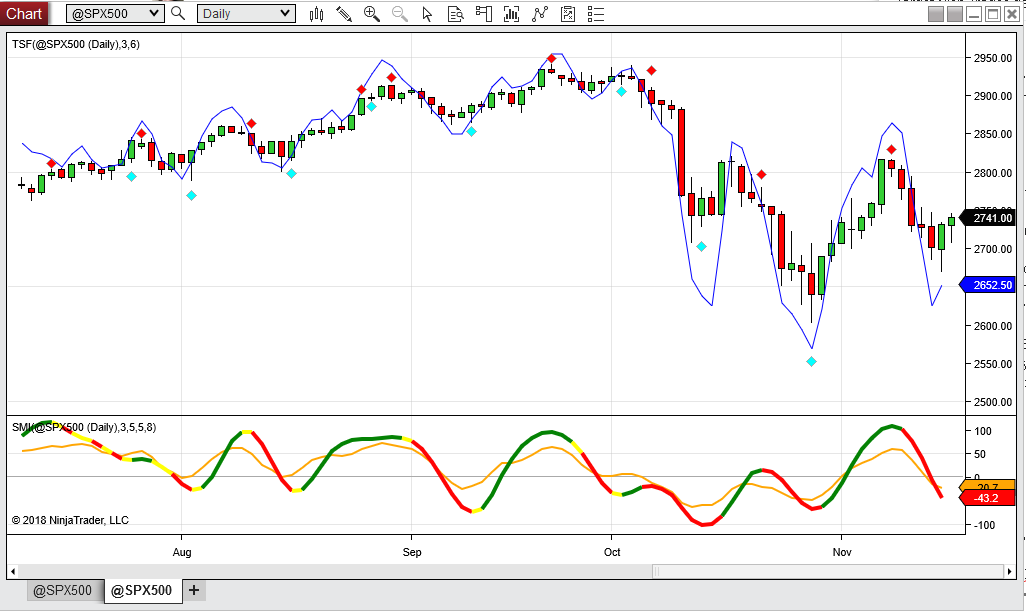 Chart @SPX500 Daily
TSF(@SPX500 (Daily),3,6)
2950.00
2900.00
2850.00
2800.00
2741.00
2700.00
2652.50
2600.00
2550.00
2500.00
SMI(@SPX500 (Daily),3,5,5,8)
100
50
0
-20.7
-43.2
-100
© 2018 NinjaTrader, LLC
Aug Sep Oct Nov
@SPX500 @SPX500 +